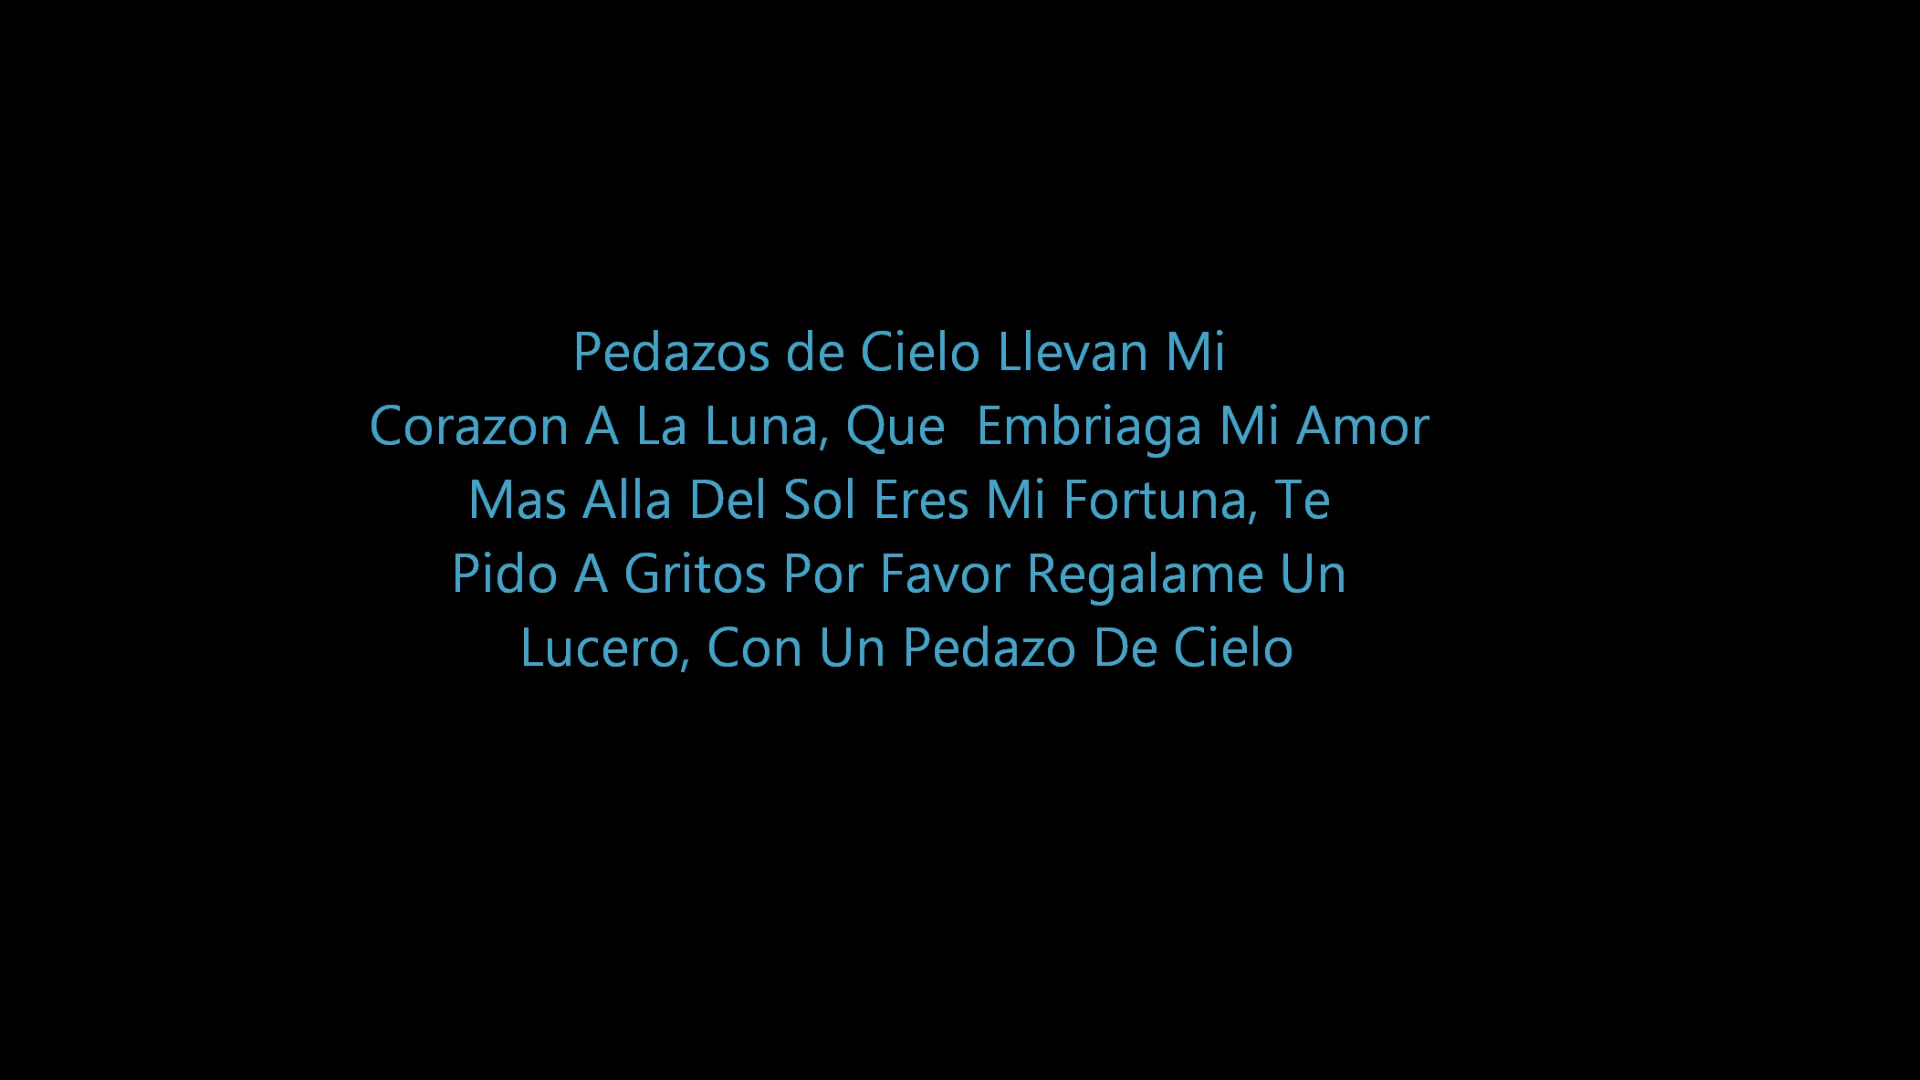 Pedazos de Cielo Llevan Mi
Corazon A La Luna, Que  Embriaga Mi Amor
Mas Alla Del Sol Eres Mi Fortuna, Te
Pido A Gritos Por Favor Regalame Un
Lucero, Con Un Pedazo De Cielo